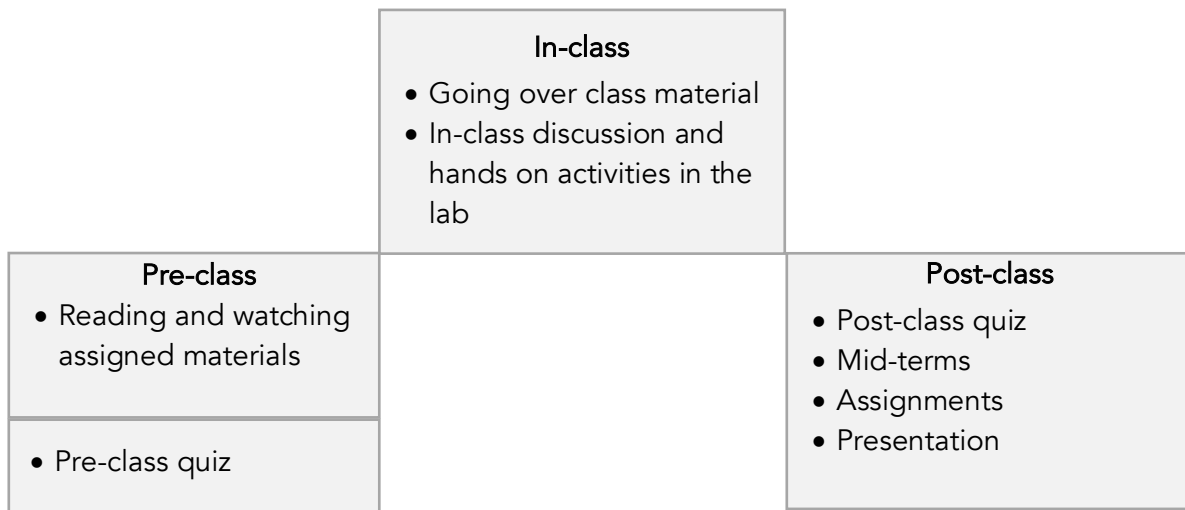 In-class
• Going over class material
• In-class discussion and
hands on activities in the
lab
Pre-class
• Reading and watching
assigned materials
• Pre-class quiz
Post-class
• Post-class quiz
• Mid-terms
• Assignments
• Presentation